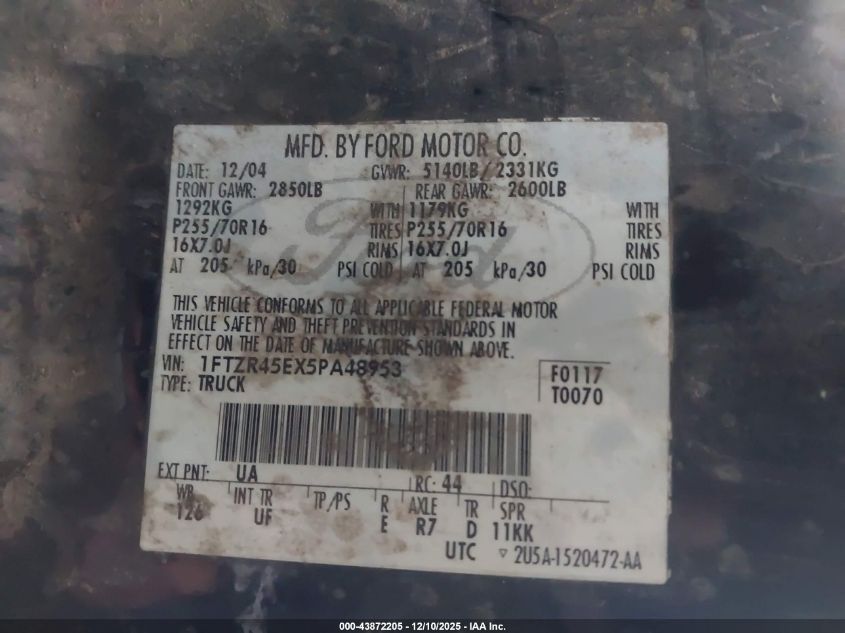 MFD. BY FORD MOTOR CO.
DATE: 12/04 GVWR: 5140LB/2331KG
FRONT GAWR: 2850LB REAR GAWR: 2600LB
1292KG WITH 1179KG WITH
P255/70R16 TIRES P255/70R16 TIRES
16X7.0J RIMS 16X7.0J RIMS
AT 205 kPa/30 PSI COLD AT 205 kPa/30 PSI COLD
Ford
THIS VEHICLE CONFORMS TO ALL APPLICABLE FEDERAL MOTOR
VEHICLE SAFETY AND THEFT PREVENTION STANDARDS IN
EFFECT ON THE DATE OF MANUFACTURE SHOWN ABOVE.
VIN: 1FTZR45EX5PA48953 F0117
TYPE: TRUCK T0070
EXT PNT: UA RC: 44 DSO:
WB INT TR TP/PS R AXLE TR SPR
126 UF E R7 D 11KK
UTC ▽ 2U5A-1520472-AA
000-43872205 - 12/10/2025 - IAA Inc.